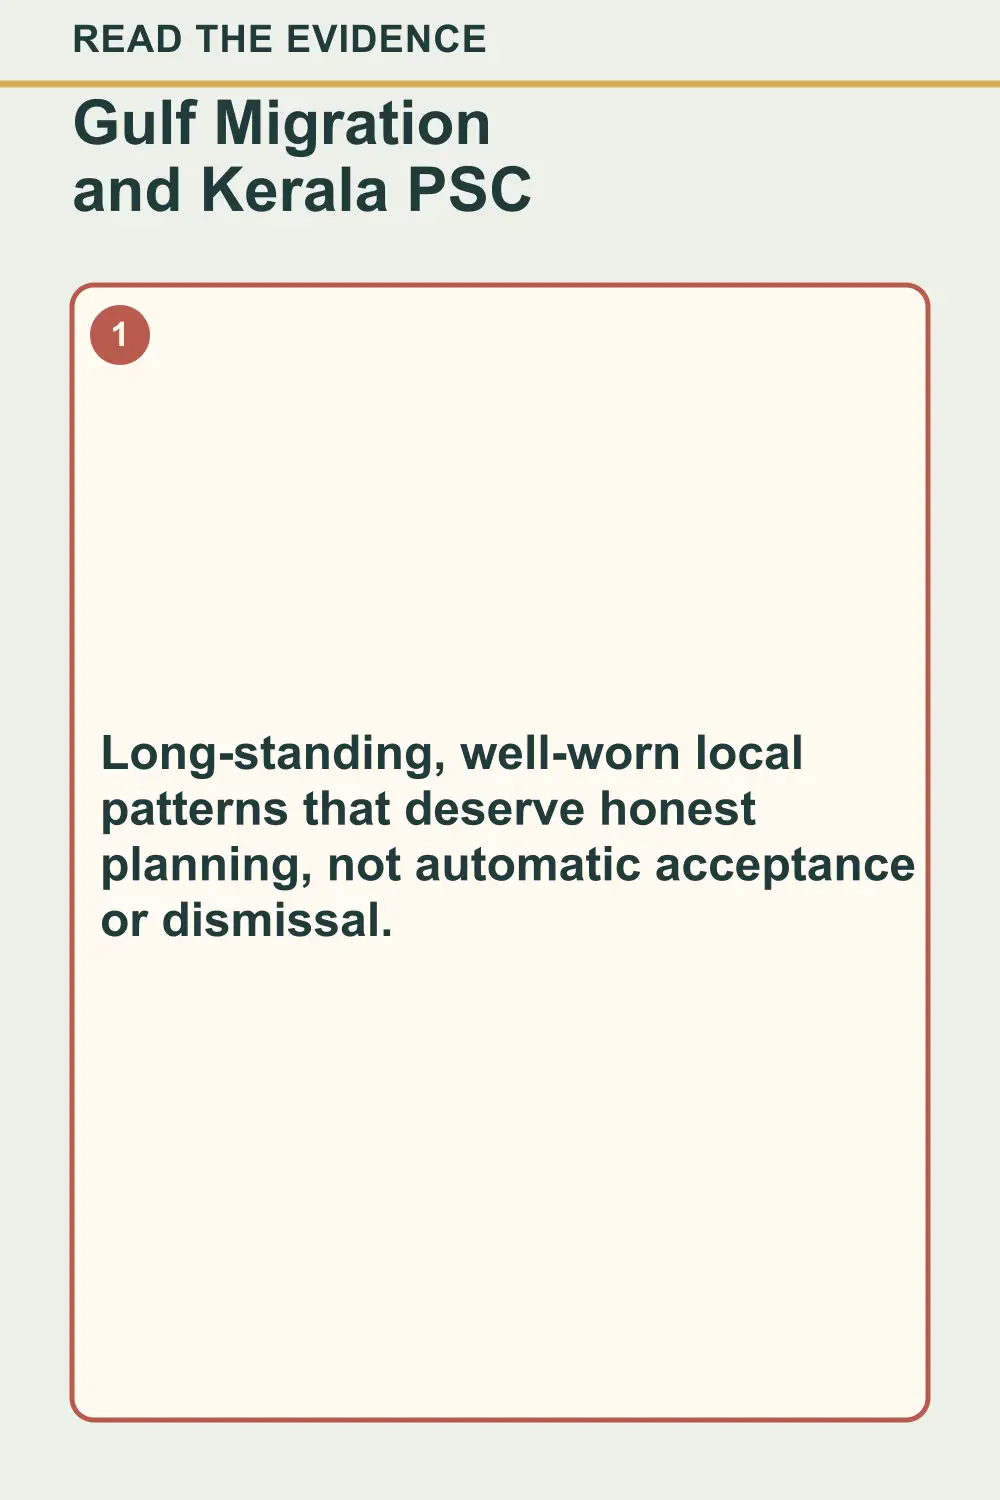 READ THE EVIDENCE
Gulf Migration
and Kerala PSC
1
Long-standing, well-worn local
patterns that deserve honest
planning, not automatic acceptance
or dismissal.